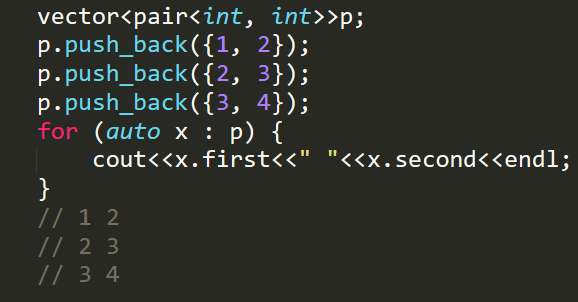 vector<pair<int, int>>p;
p.push_back({1, 2});
p.push_back({2, 3});
p.push_back({3, 4});
for (auto x : p) {
    cout<<x.first<<" "<<x.second<<endl;
}
// 1 2
// 2 3
// 3 4